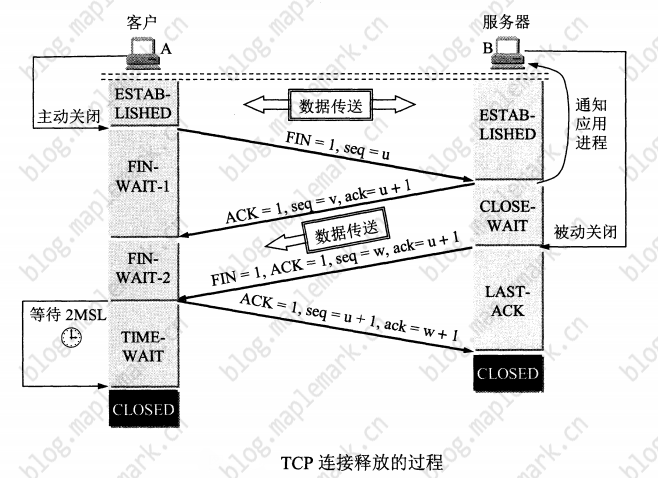 客户
服务器
A
B
ESTAB-
LISHED
数据传送
ESTAB-
LISHED
通知
应用
进程
主动关闭
FIN = 1, seq = u
FIN-
WAIT-1
ACK = 1, seq = v, ack= u + 1
CLOSE-
WAIT
数据传送
被动关闭
FIN = 1, ACK = 1, seq = w, ack= u + 1
FIN-
WAIT-2
ACK = 1, seq = u + 1, ack = w + 1
LAST-
ACK
等待 2MSL
TIME-
WAIT
CLOSED
CLOSED
TCP 连接释放的过程
blog.maplemark.cn